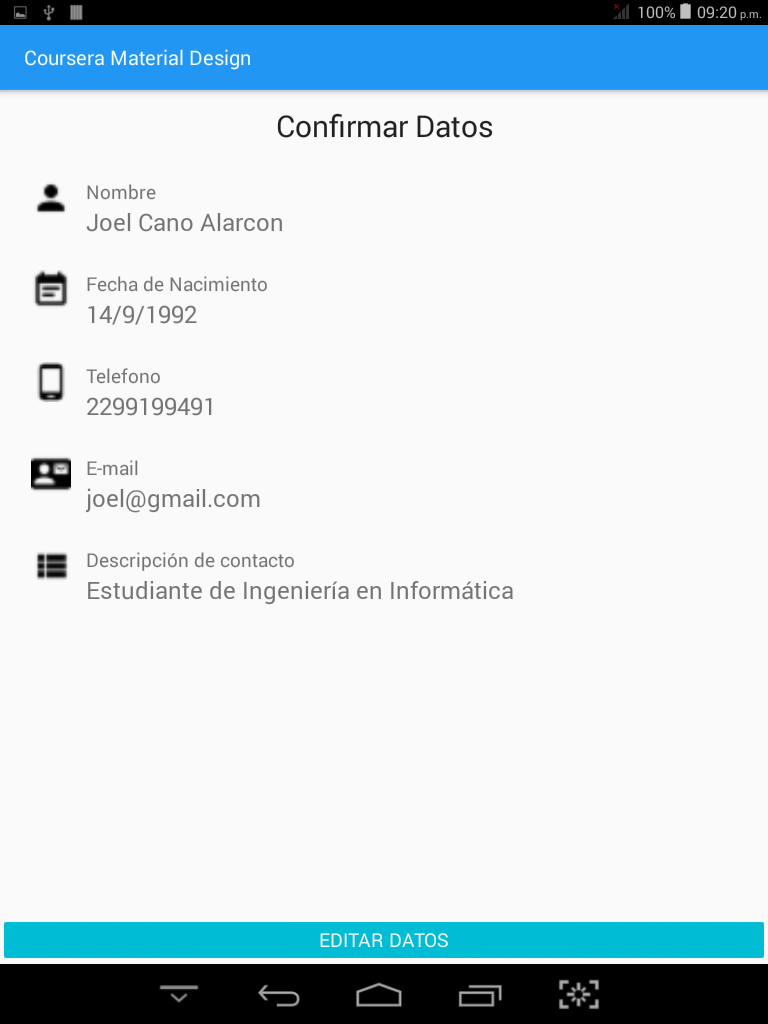 100% 09:20 p.m.
Coursera Material Design
Confirmar Datos
Nombre
Joel Cano Alarcon
Fecha de Nacimiento
14/9/1992
Telefono
2299199491
E-mail
joel@gmail.com
Descripción de contacto
Estudiante de Ingeniería en Informática
EDITAR DATOS